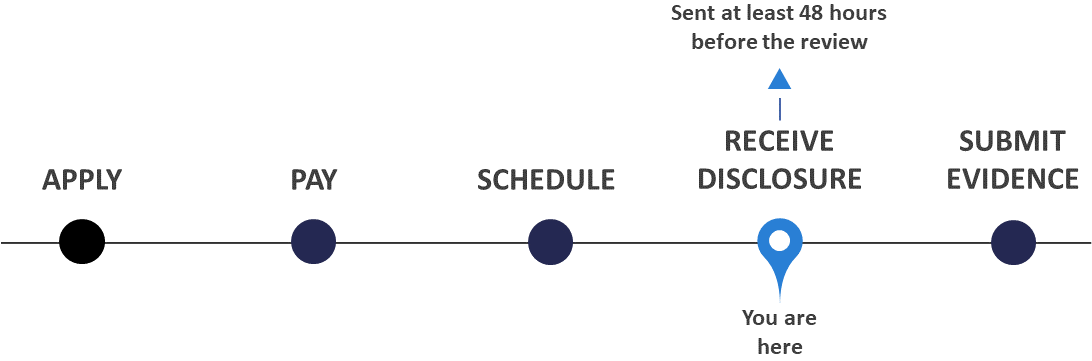 Sent at least 48 hours
before the review
APPLY
PAY
SCHEDULE
RECEIVE
DISCLOSURE
SUBMIT
EVIDENCE
You are
here